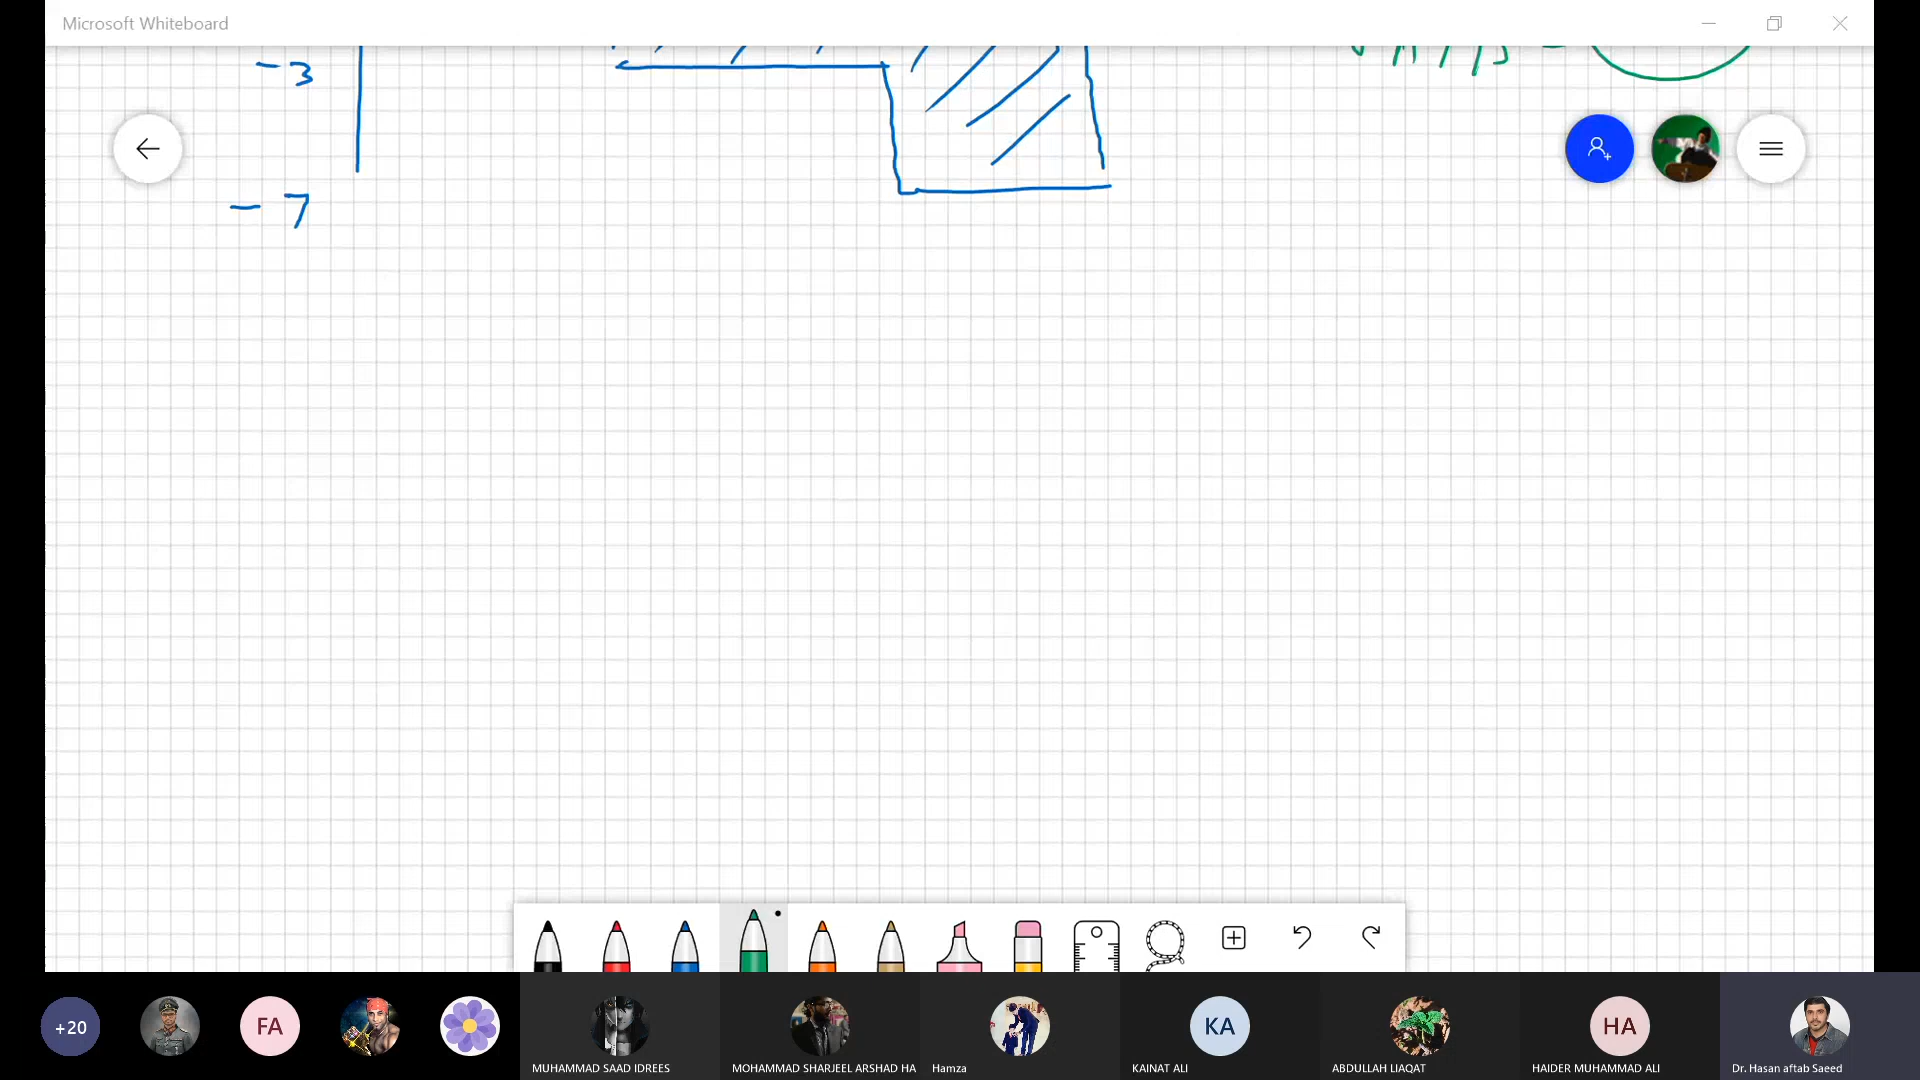 Microsoft Whiteboard
-3
-7
+20
FA
KA
HA
MUHAMMAD SAAD IDREES
MOHAMMAD SHARJEEL ARSHAD HA
Hamza
KAINAT ALI
ABDULLAH LIAQAT
HAIDER MUHAMMAD ALI
Dr. Hasan aftab Saeed